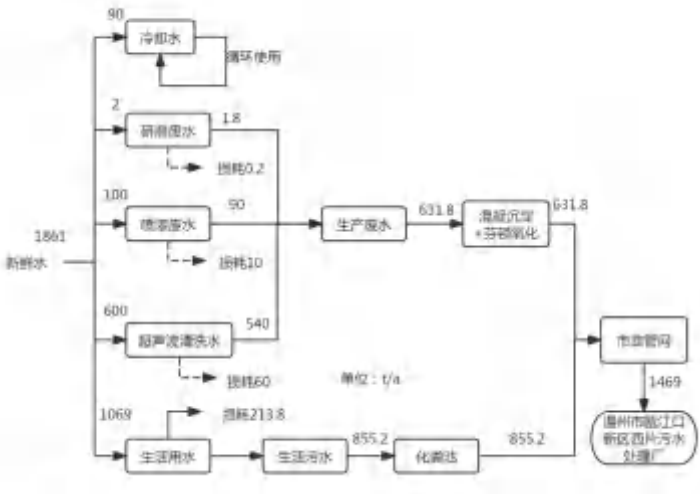 90
冷却水
循环使用
2
研磨废水
1.8
损耗0.2
100
喷漆废水
90
损耗10
生产废水
631.8
混凝沉淀
+芬顿氧化
631.8
1861
新鲜水
600
超声波清洗水
540
损耗60
单位：t/a
市政管网
1469
温州市瓯江口
新区西片污水
处理厂
1069
损耗213.8
生活用水
生活污水
855.2
化粪池
855.2